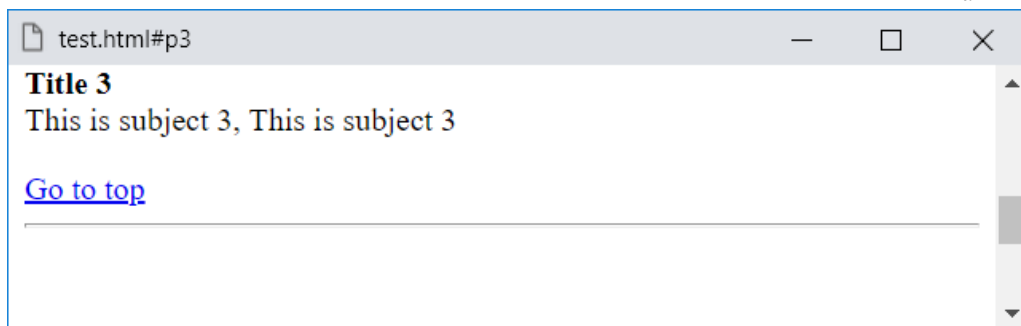 test.html#p3
Title 3
This is subject 3, This is subject 3
Go to top